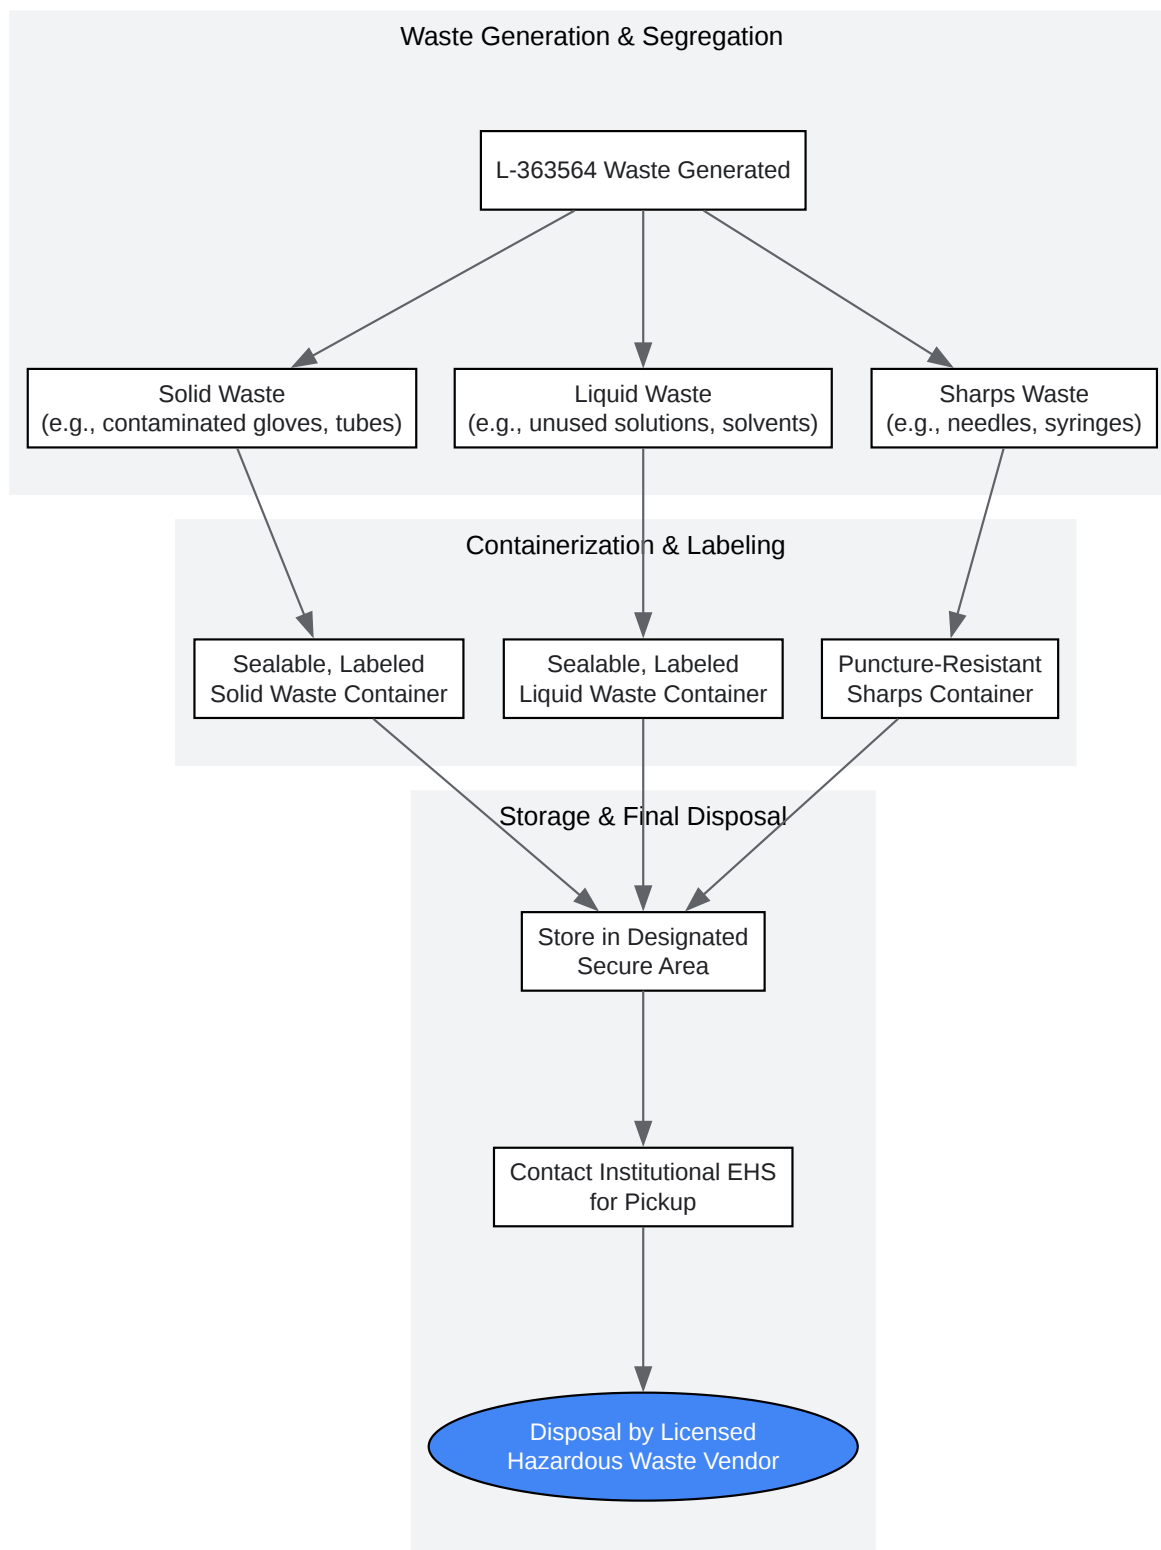 Waste Generation & Segregation
L-363564 Waste Generated
Solid Waste
(e.g., contaminated gloves, tubes)
Liquid Waste
(e.g., unused solutions, solvents)
Sharps Waste
(e.g., needles, syringes)
Containerization & Labeling
Sealable, Labeled
Solid Waste Container
Sealable, Labeled
Liquid Waste Container
Puncture-Resistant
Sharps Container
Storage & Final Disposal
Store in Designated
Secure Area
Contact Institutional EHS
for Pickup
Disposal by Licensed
Hazardous Waste Vendor